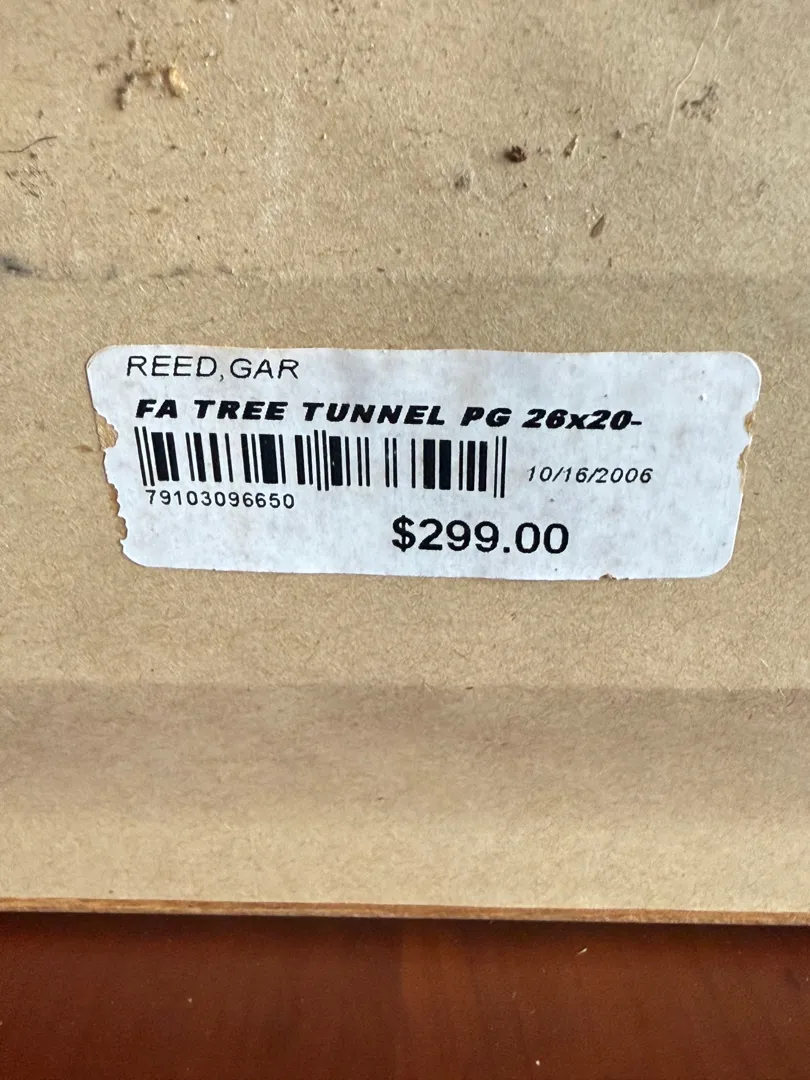 REED,GAR
FA TREE TUNNEL PG 26x20-
10/16/2006
79103096650
$299.00